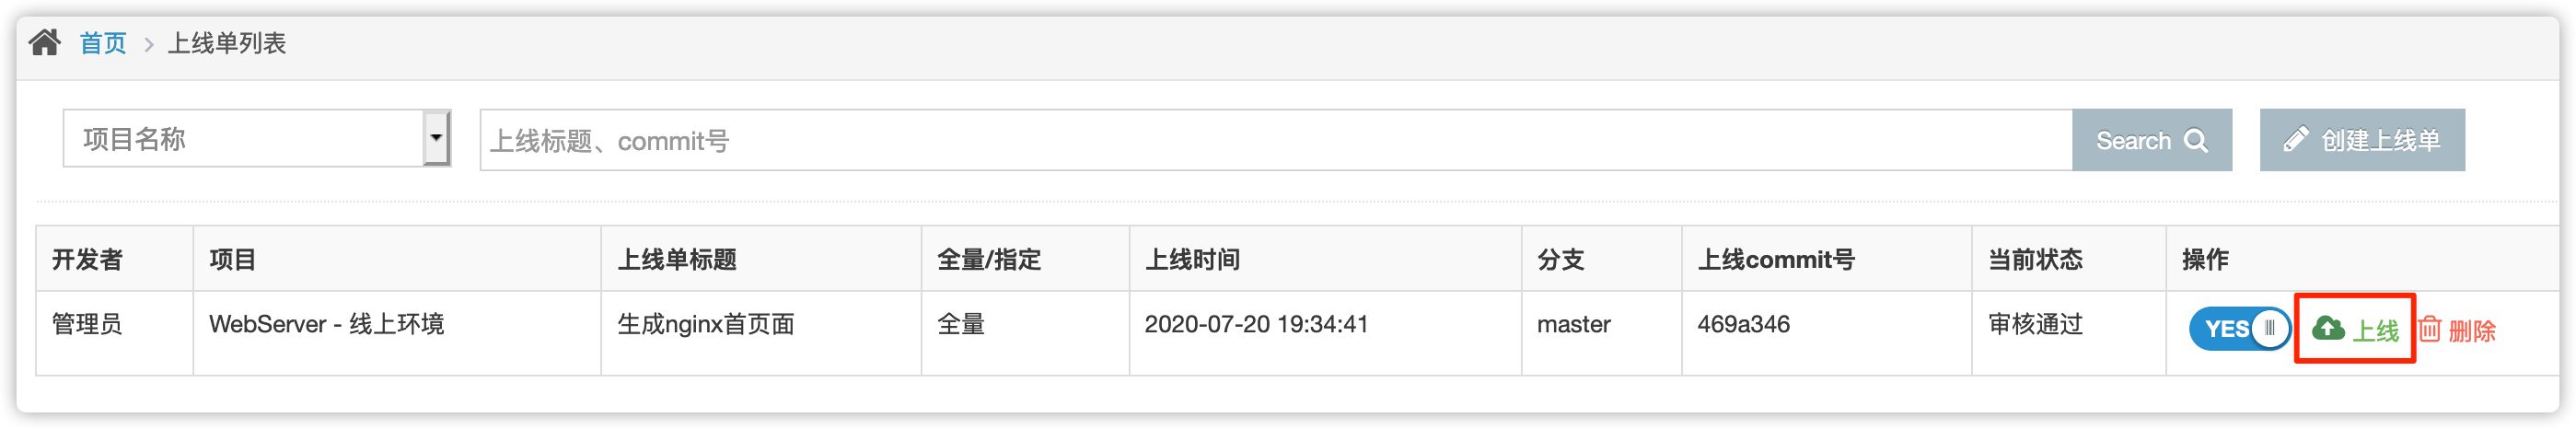 首页 > 上线单列表
项目名称 上线标题、commit号 Search 创建上线单
开发者 项目 上线单标题 全量/指定 上线时间 分支 上线commit号 当前状态 操作
管理员 WebServer - 线上环境 生成nginx首页面 全量 2020-07-20 19:34:41 master 469a346 审核通过 YES 上线 删除